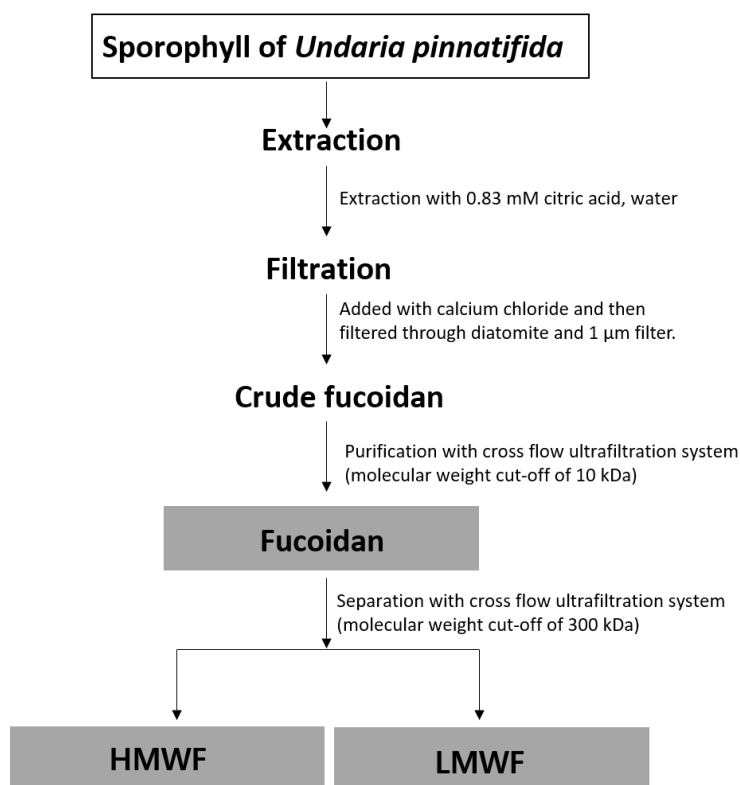 Sporophyll of Undaria pinnatifida
Extraction
Extraction with 0.83 mM citric acid, water
Filtration
Added with calcium chloride and then
filtered through diatomite and 1 μm filter.
Crude fucoidan
Purification with cross flow ultrafiltration system
(molecular weight cut-off of 10 kDa)
Fucoidan
Separation with cross flow ultrafiltration system
(molecular weight cut-off of 300 kDa)
HMWF
LMWF